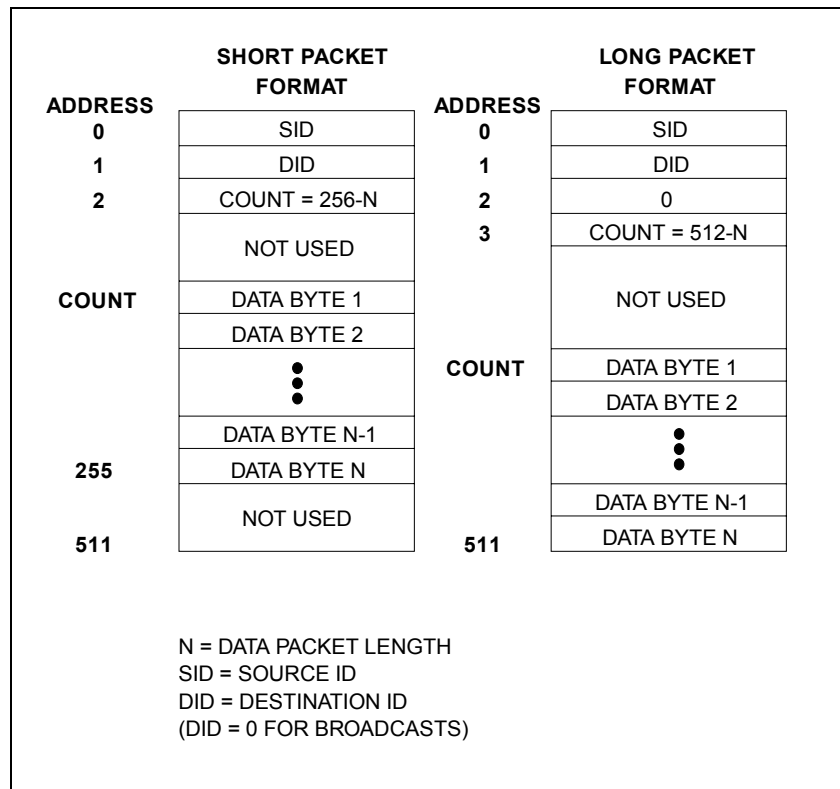 SHORT PACKET
FORMAT
ADDRESS
0
SID
1
DID
2
COUNT = 256-N
NOT USED
COUNT
DATA BYTE 1
DATA BYTE 2
DATA BYTE N-1
255
DATA BYTE N
NOT USED
511
LONG PACKET
FORMAT
ADDRESS
0
SID
1
DID
2
0
3
COUNT = 512-N
NOT USED
COUNT
DATA BYTE 1
DATA BYTE 2
DATA BYTE N-1
511
DATA BYTE N
N = DATA PACKET LENGTH
SID = SOURCE ID
DID = DESTINATION ID
(DID = 0 FOR BROADCASTS)